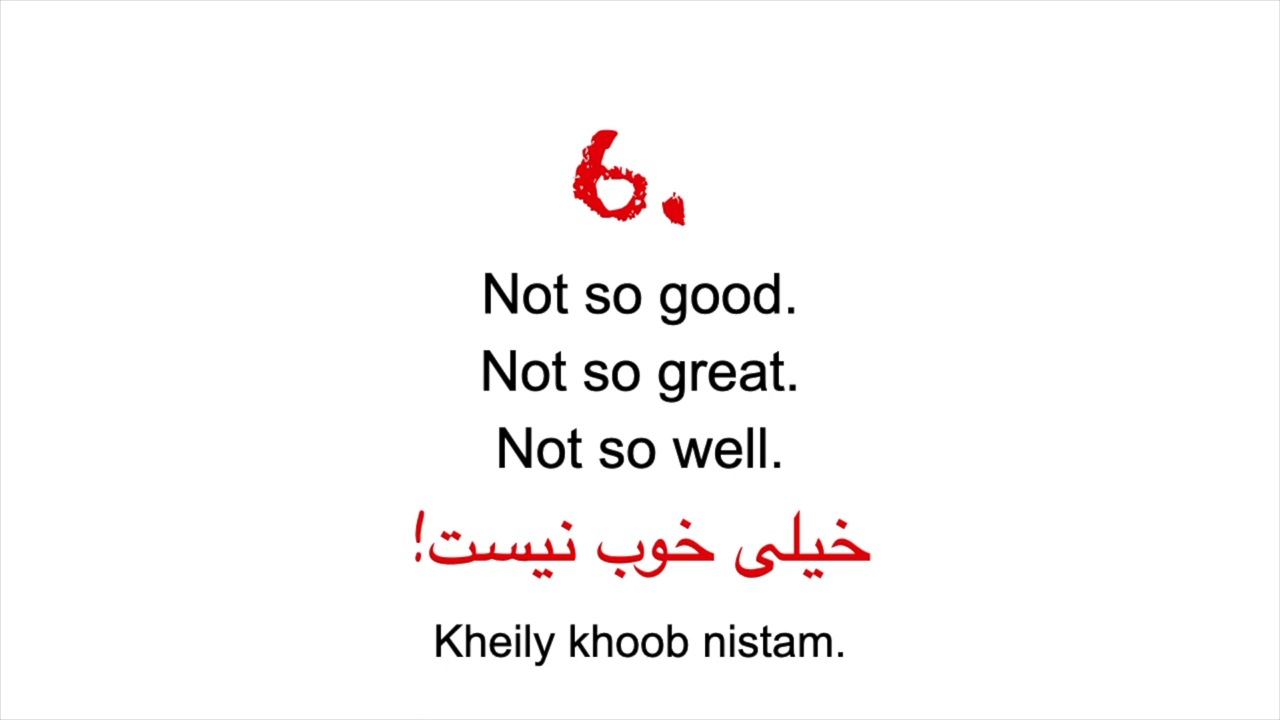 6.
Not so good.
Not so great.
Not so well.
خیلی خوب نیست!
Kheily khoob nistam.